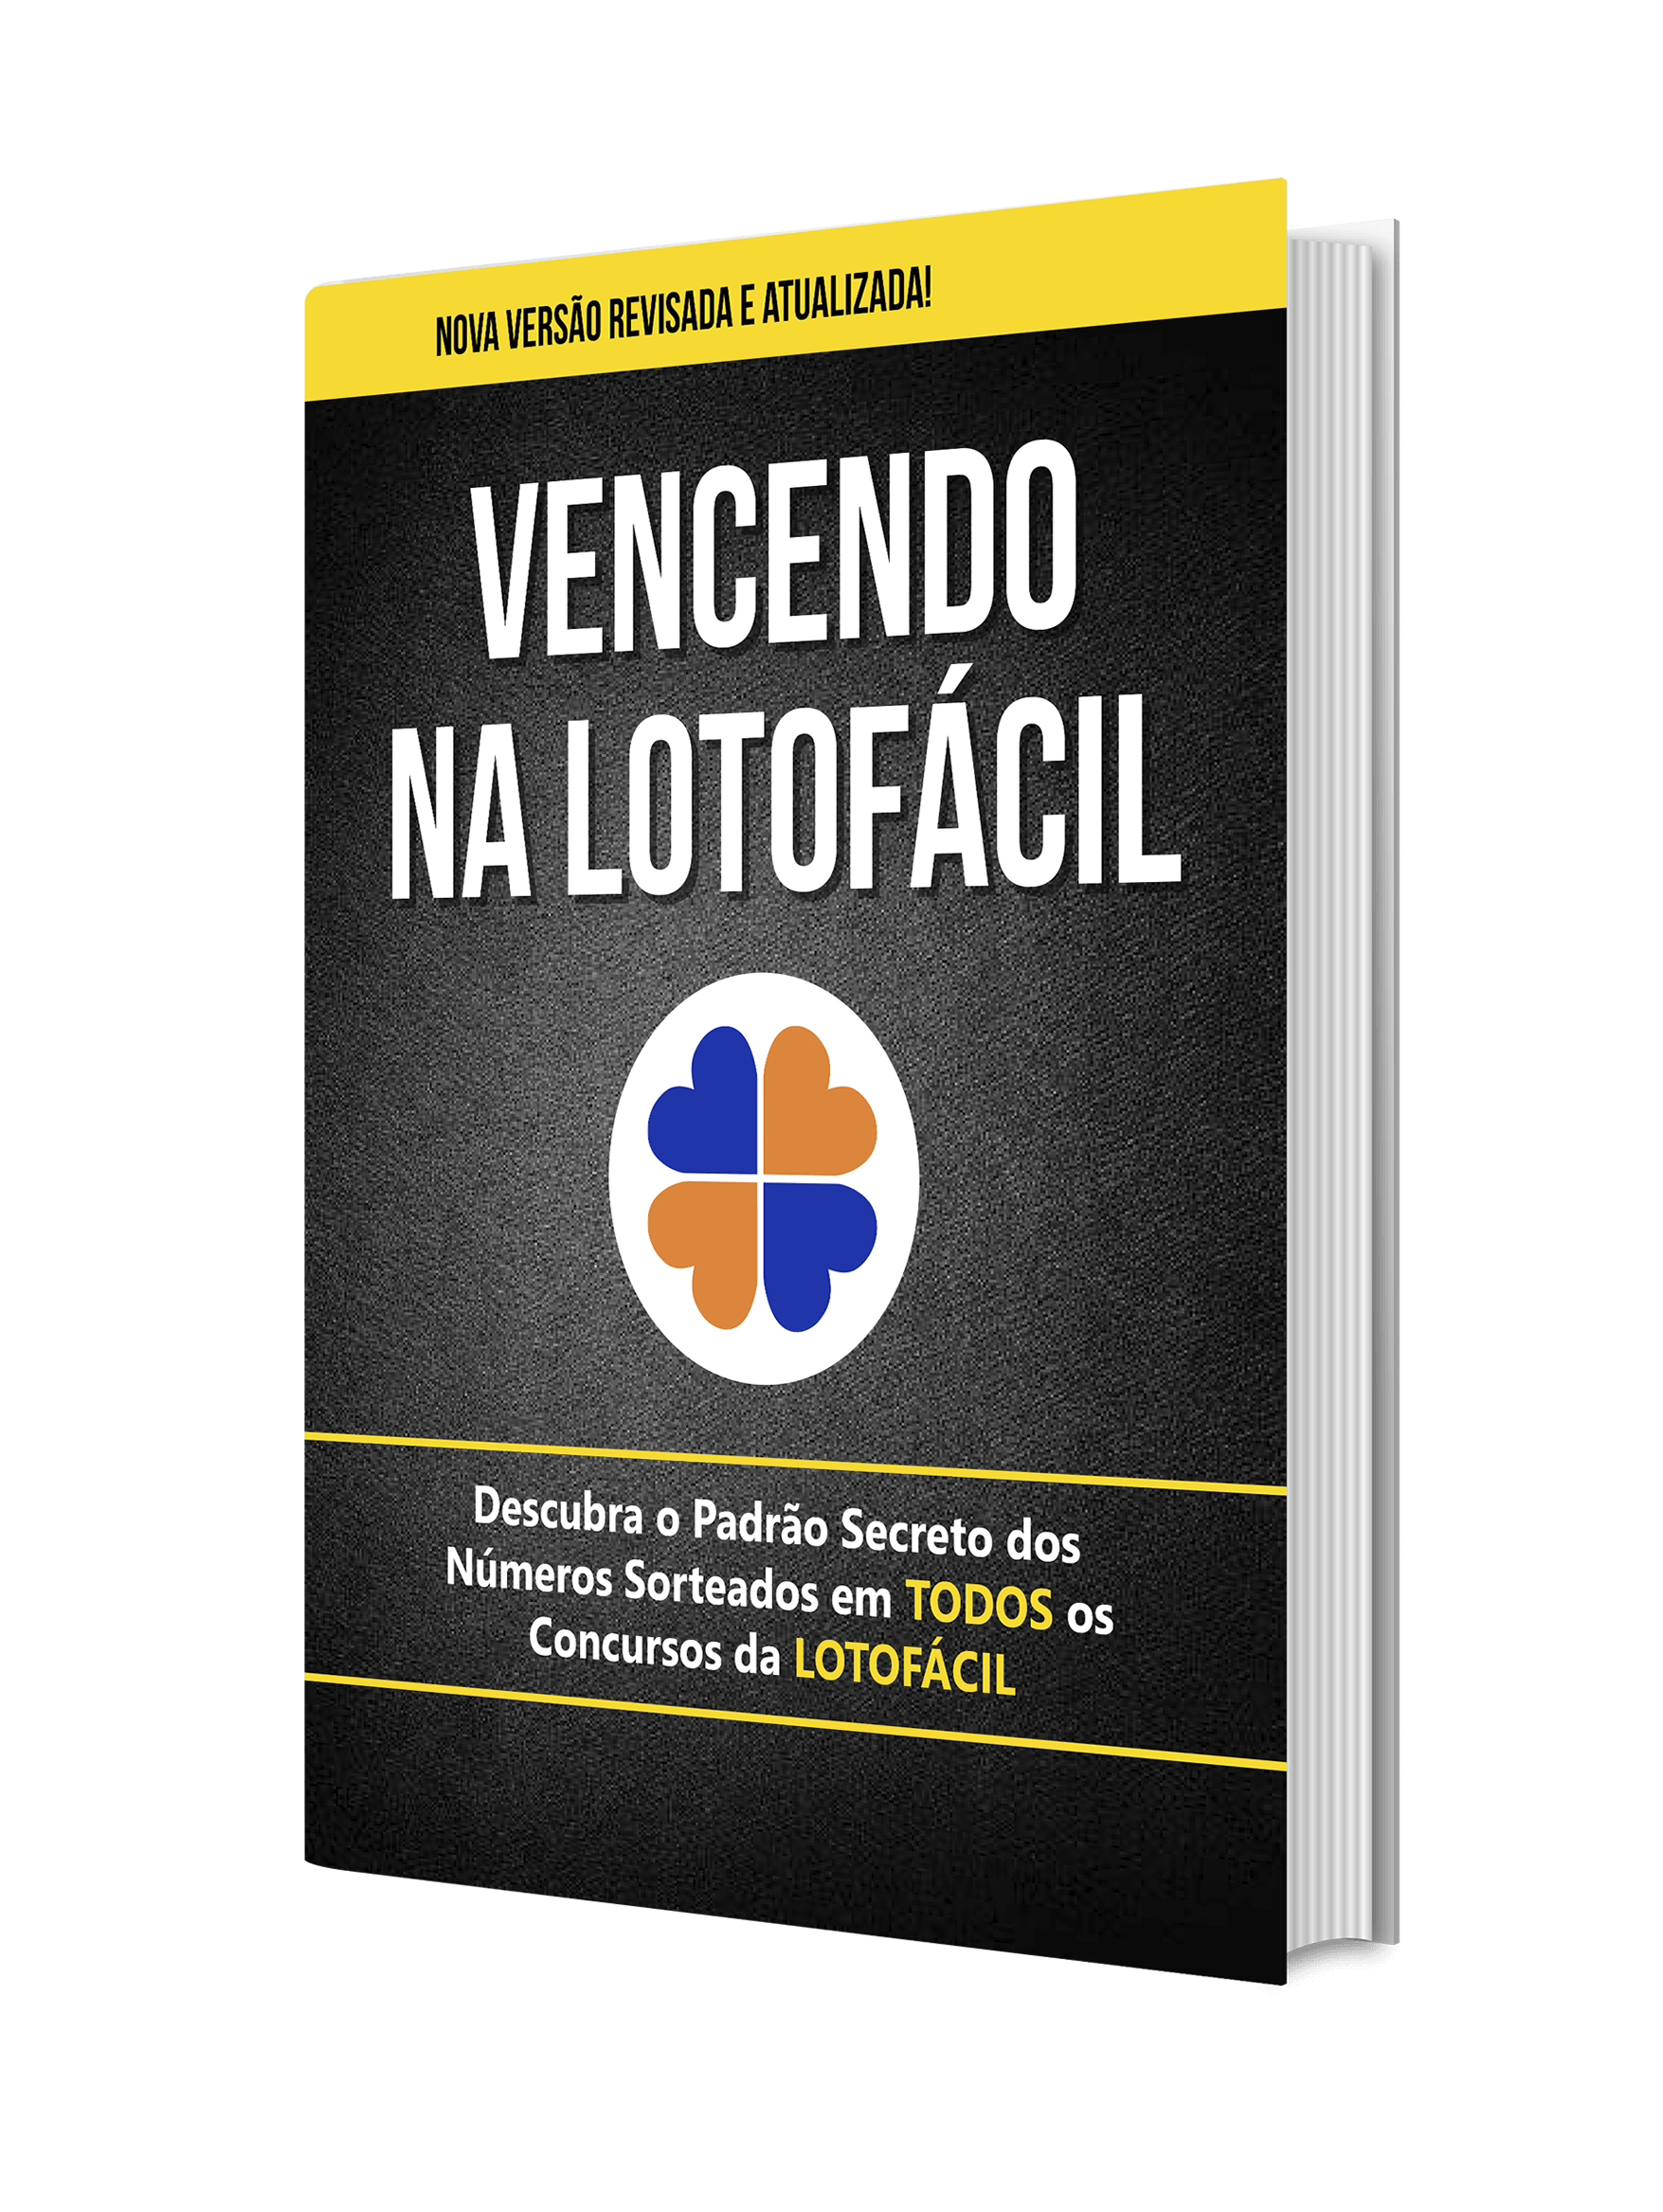 NOVA VERSÃO REVISADA E ATUALIZADA!
VENCENDO
NA LOTOFÁCIL
Descubra o Padrão Secreto dos
Números Sorteados em TODOS os
Concursos da LOTOFÁCIL